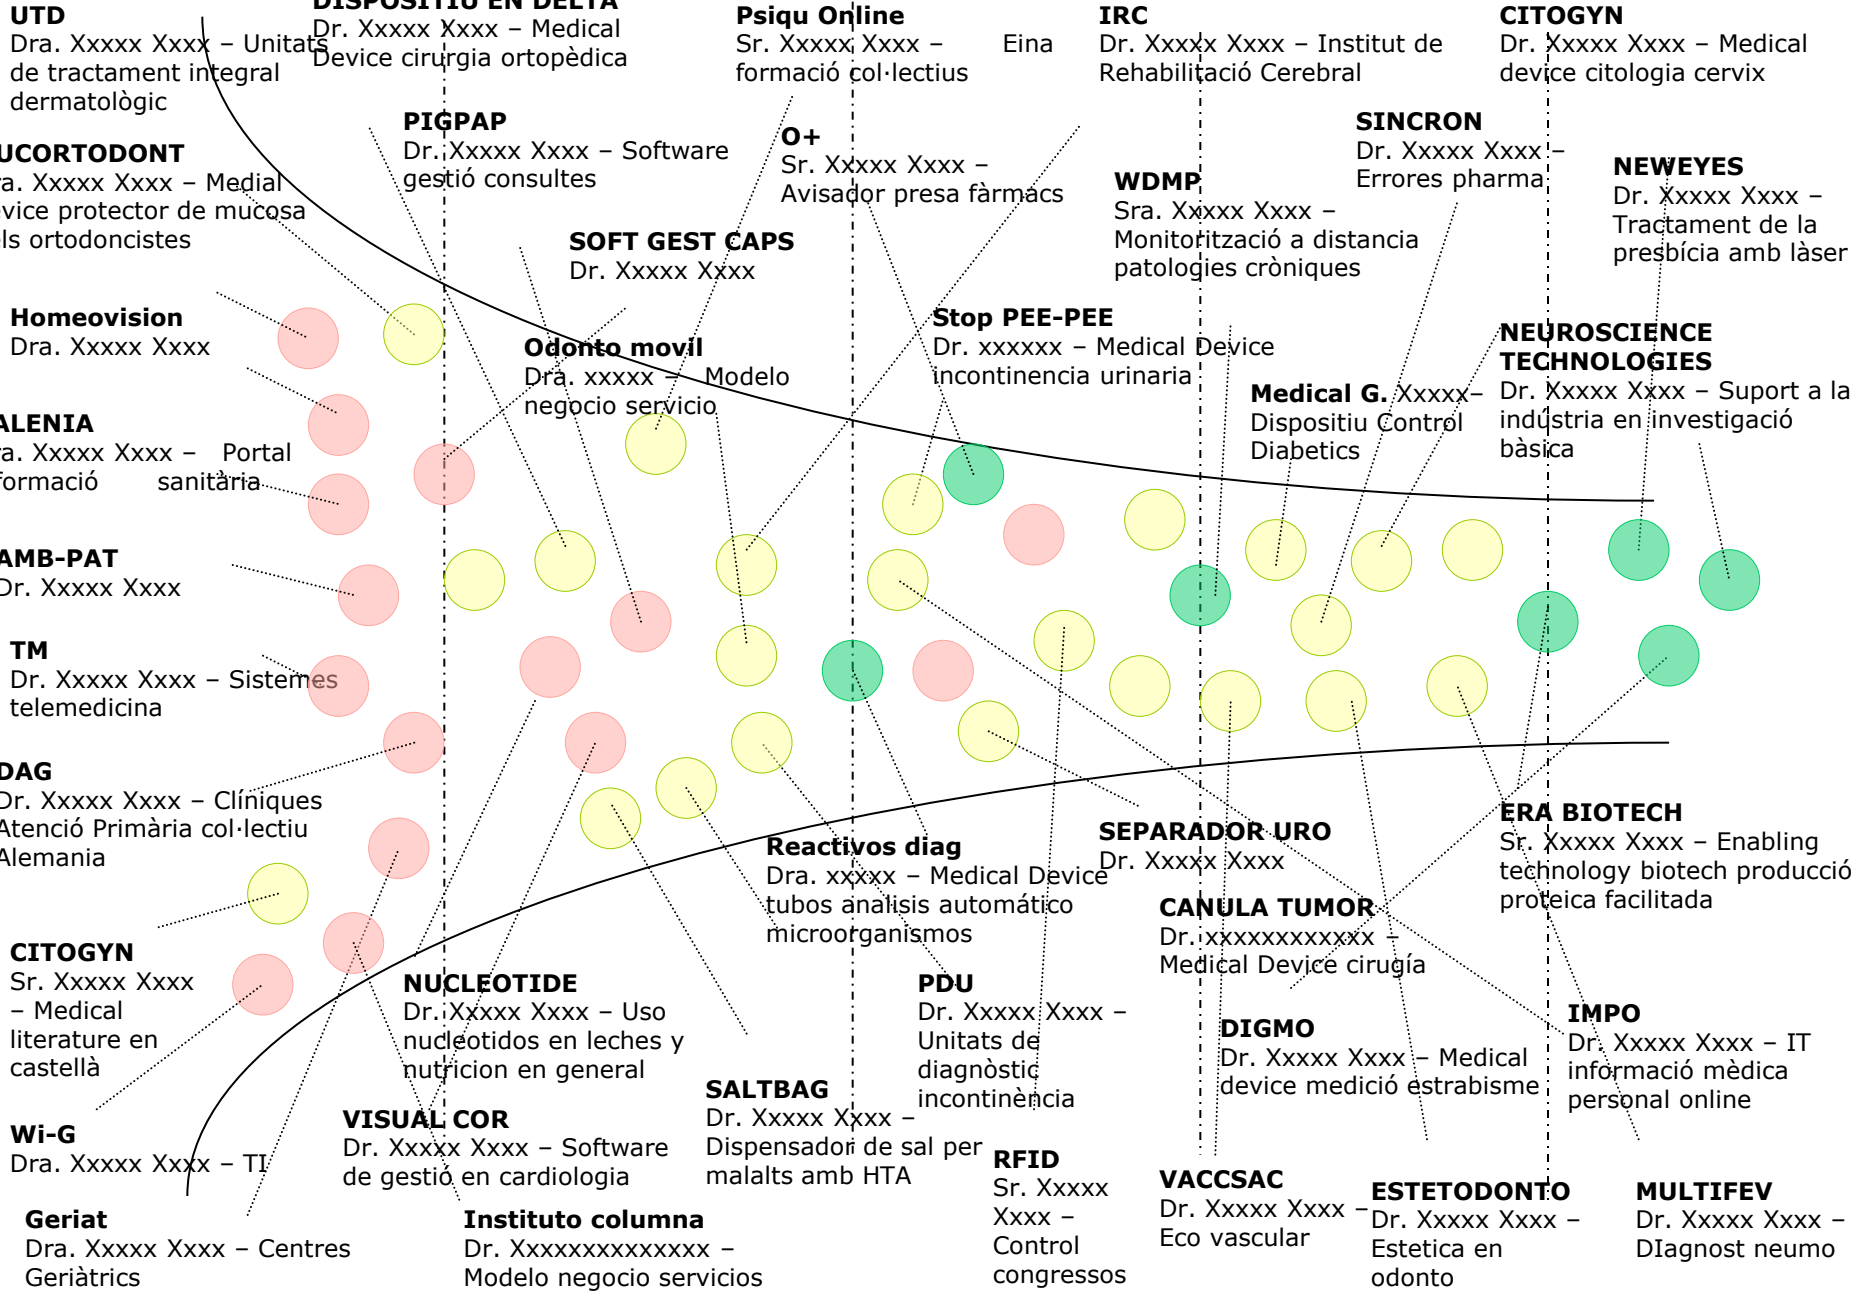 UTD
Dra. Xxxxx Xxxx – Unitats
de tractament integral
dermatològic
DISPOSITIU EN DELTA
Dr. Xxxxx Xxxx – Medical
Device cirurgia ortopèdica
Psiqu Online
Sr. Xxxxx Xxxx – Eina
formació col·lectius
IRC
Dr. Xxxxx Xxxx – Institut de
Rehabilitació Cerebral
CITOGYN
Dr. Xxxxx Xxxx – Medical
device citologia cervix
PIGPAP
Dr. Xxxxx Xxxx – Software
gestió consultes
O+
Sr. Xxxxx Xxxx –
Avisador presa fàrmacs
SINCRON
Dr. Xxxxx Xxxx –
Errores pharma
UCORTODONT
ra. Xxxxx Xxxx – Medial
evice protector de mucosa
els ortodoncistes
WDMP
Sra. Xxxxx Xxxx –
Monitorització a distancia
patologies cròniques
NEWEYES
Dr. Xxxxx Xxxx –
Tractament de la
presbícia amb làser
SOFT GEST CAPS
Dr. Xxxxx Xxxx
Homeovision
Dra. Xxxxx Xxxx
Odonto movil
Dra. xxxxx – Modelo
negocio servicio
Stop PEE-PEE
Dr. xxxxxx – Medical Device
incontinencia urinaria
NEUROSCIENCE
TECHNOLOGIES
Dr. Xxxxx Xxxx – Suport a la
indústria en investigació
bàsica
Medical G. Xxxxx–
Dispositiu Control
Diabetics
ALENIA
ra. Xxxxx Xxxx – Portal
formació sanitària
AMB-PAT
Dr. Xxxxx Xxxx
TM
Dr. Xxxxx Xxxx – Sistemes
telemedicina
DAG
Dr. Xxxxx Xxxx – Clíniques
Atenció Primària col·lectiu
Alemania
Reactivos diag
Dra. xxxxx – Medical Device
tubos analisis automático
microorganismos
SEPARADOR URO
Dr. Xxxxx Xxxx
ERA BIOTECH
Sr. Xxxxx Xxxx – Enabling
technology biotech producció
proteica facilitada
CANULA TUMOR
Dr. xxxxxxxxxxxx –
Medical Device cirugía
CITOGYN
Sr. Xxxxx Xxxx
– Medical
literature en
castellà
NUCLEOTIDE
Dr. Xxxxx Xxxx – Uso
nucleotidos en leches y
nutricion en general
PDU
Dr. Xxxxx Xxxx –
Unitats de
diagnòstic
incontinència
DIGMO
Dr. Xxxxx Xxxx – Medical
device medició estrabisme
IMPO
Dr. Xxxxx Xxxx – IT
informació mèdica
personal online
SALTBAG
Dr. Xxxxx Xxxx –
Dispensador de sal per
malalts amb HTA
Wi-G
Dra. Xxxxx Xxxx – TI
VISUAL COR
Dr. Xxxxx Xxxx – Software
de gestió en cardiologia
RFID
Sr. Xxxxx
Xxxx –
Control
congressos
VACCSAC
Dr. Xxxxx Xxxx –
Eco vascular
ESTETODONTO
Dr. Xxxxx Xxxx –
Estetica en
odonto
MULTIFEV
Dr. Xxxxx Xxxx –
DIagnost neumo
Geriat
Dra. Xxxxx Xxxx – Centres
Geriàtrics
Instituto columna
Dr. Xxxxxxxxxxxxxx –
Modelo negocio servicios